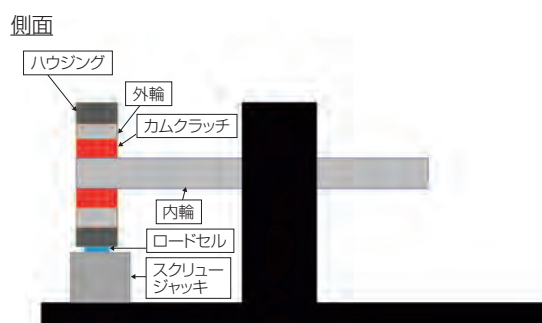 側面
ハウジング
外輪
カムクラッチ
内輪
ロードセル
スクリュー
ジャッキ